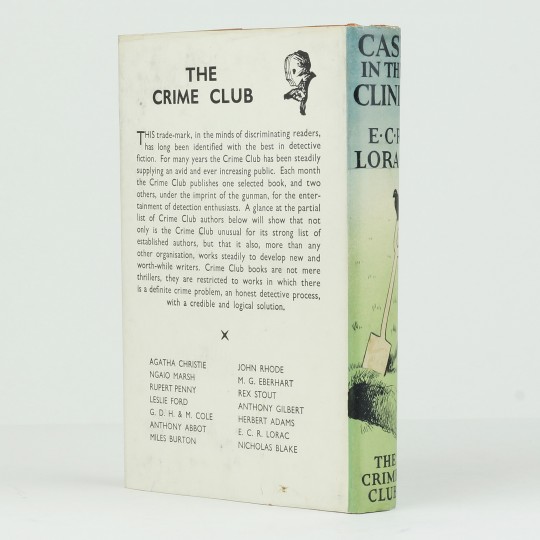 THE
CRIME CLUB
THIS trade-mark, in the minds of discriminating readers,
has long been identified with the best in detective
fiction. For many years the Crime Club has been steadily
supplying an avid and ever increasing public. Each month
the Crime Club publishes one selected book, and two
others, under the imprint of the gunman, for the enter-
tainment of detection enthusiasts. A glance at the partial
list of Crime Club authors below will show that not
only is the Crime Club unusual for its strong list of
established authors, but that it also, more than any
other organisation, works steadily to develop new and
worth-while writers. Crime Club books are not mere
thrillers, they are restricted to works in which there
is a definite crime problem, an honest detective process,
with a credible and logical solution.
AGATHA CHRISTIE
NGAIO MARSH
RUPERT PENNY
LESLIE FORD
G. D. H. & M. COLE
ANTHONY ABBOT
MILES BURTON
JOHN RHODE
M. G. EBERHART
REX STOUT
ANTHONY GILBERT
HERBERT ADAMS
E. C. R. LORAC
NICHOLAS BLAKE
CAS
IN TH
CLINI
E·C·R
LORA
THE
CRIME
CLUB